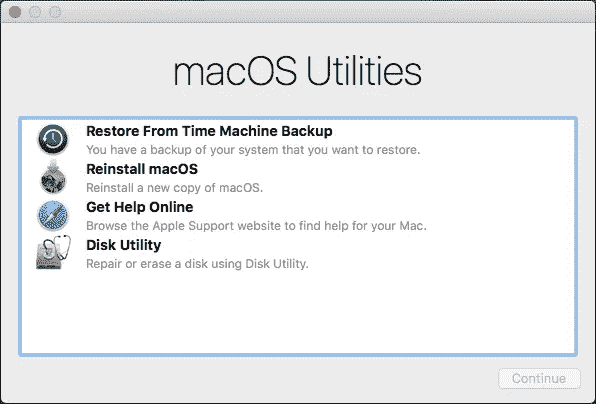 macOS Utilities
Restore From Time Machine Backup
You have a backup of your system that you want to restore.
Reinstall macOS
Reinstall a new copy of macOS.
Get Help Online
Browse the Apple Support website to find help for your Mac.
Disk Utility
Repair or erase a disk using Disk Utility.
Continue